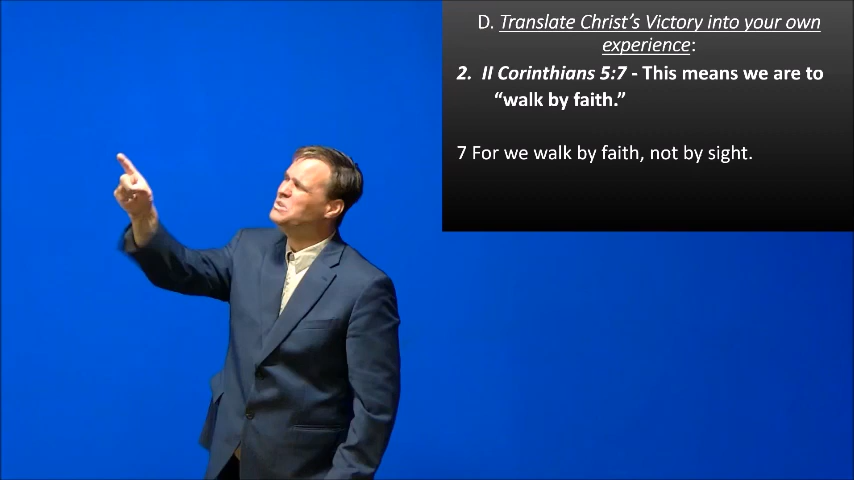 D. Translate Christ’s Victory into your own
experience:
2. II Corinthians 5:7 - This means we are to
“walk by faith.”
7 For we walk by faith, not by sight.